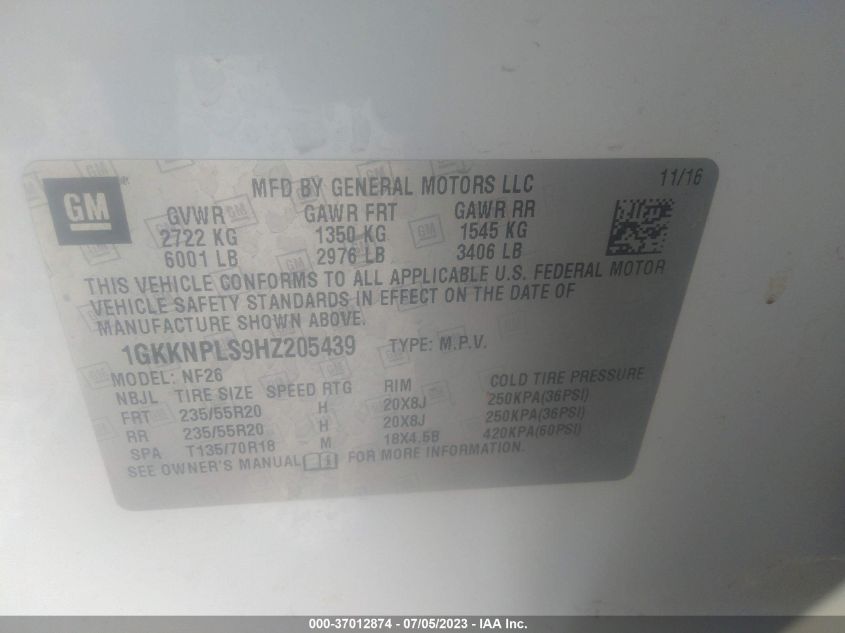 GM
MFD BY GENERAL MOTORS LLC 11/16
GVWR GAWR FRT GAWR RR
2722 KG 1350 KG 1545 KG
6001 LB 2976 LB 3406 LB
THIS VEHICLE CONFORMS TO ALL APPLICABLE U.S. FEDERAL MOTOR
VEHICLE SAFETY STANDARDS IN EFFECT ON THE DATE OF
MANUFACTURE SHOWN ABOVE.
1GKKNPLS9HZ205439 TYPE: M.P.V.
MODEL: NF26
NBJL TIRE SIZE SPEED RTG RIM COLD TIRE PRESSURE
FRT 235/55R20 H 20X8J 250KPA(36PSI)
RR 235/55R20 H 20X8J 250KPA(36PSI)
SPA T135/70R18 M 18X4.5B 420KPA(60PSI)
SEE OWNER'S MANUAL FOR MORE INFORMATION.
000-37012874 - 07/05/2023 - IAA Inc.